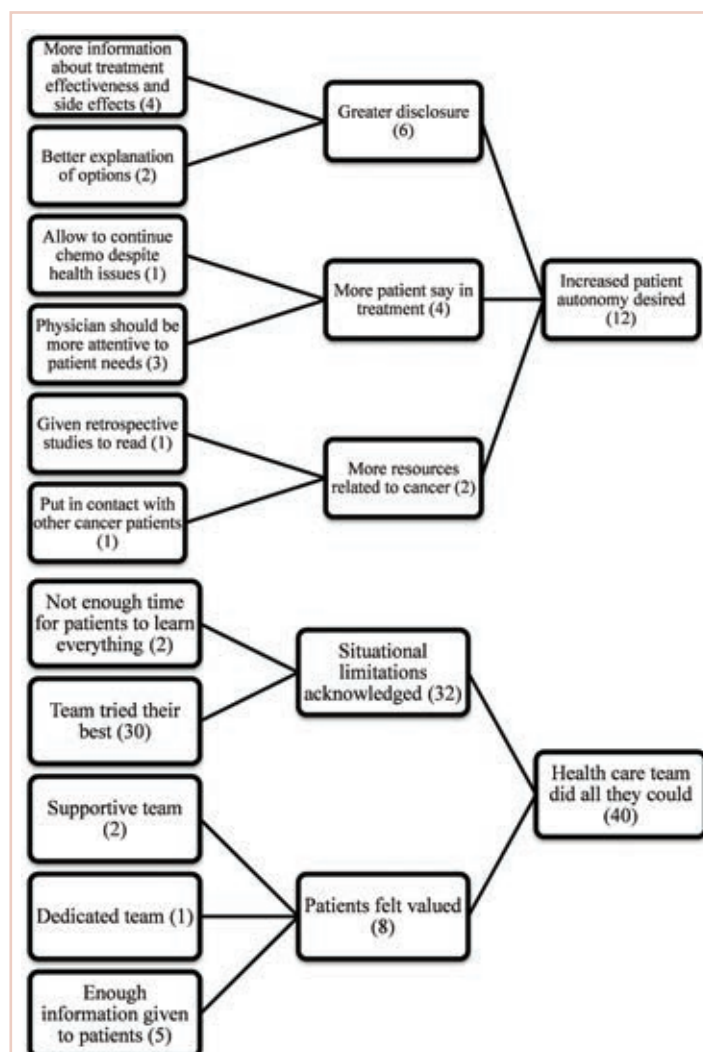 More information
about treatment
effectiveness and
side effects (4)
Better explanation
of options (2)
Greater disclosure
(6)
Allow to continue
chemo despite
health issues (1)
Physician should be
more attentive to
patient needs (3)
More patient say in
treatment (4)
Given retrospective
studies to read (1)
Put in contact with
other cancer patients
(1)
More resources
related to cancer (2)
Increased patient
autonomy desired
(12)
Not enough time
for patients to learn
everything (2)
Team tried their
best (30)
Situational
limitations
acknowledged (32)
Supportive team
(2)
Dedicated team (1)
Enough
information given
to patients (5)
Patients felt valued
(8)
Health care team
did all they could
(40)